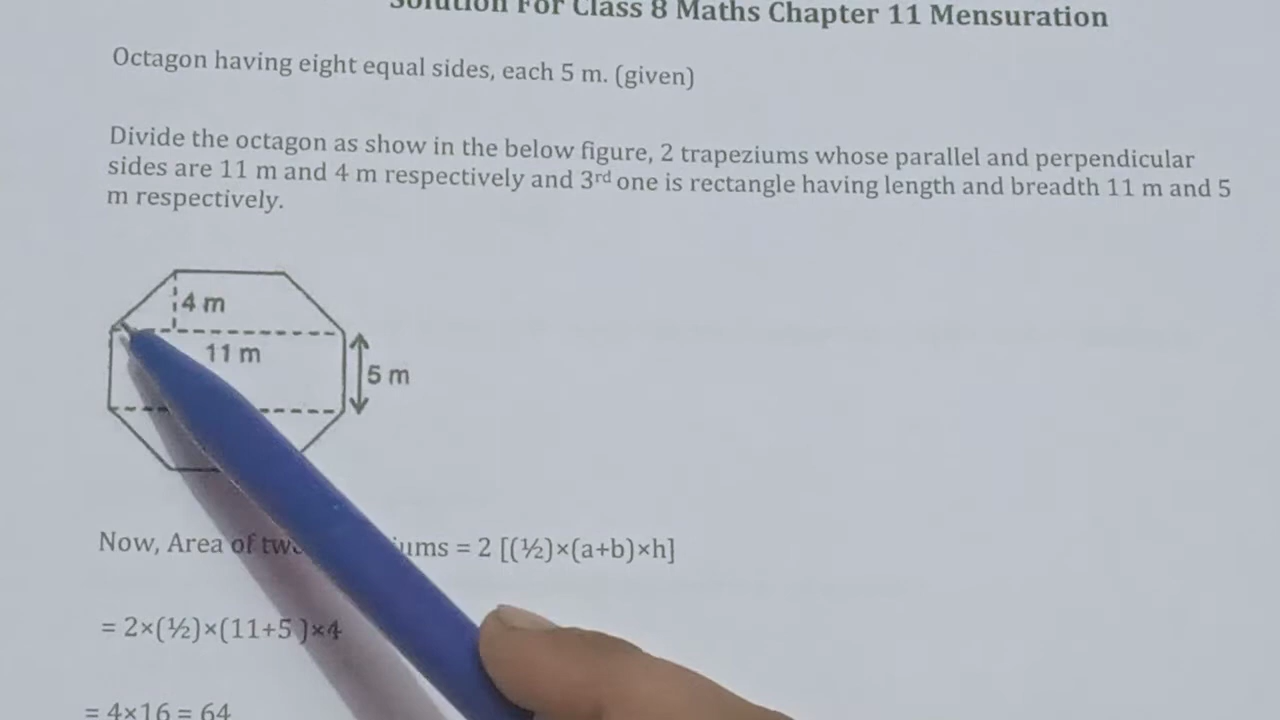 Solution For Class 8 Maths Chapter 11 Mensuration
Octagon having eight equal sides, each 5 m. (given)
Divide the octagon as show in the below figure, 2 trapeziums whose parallel and perpendicular
sides are 11 m and 4 m respectively and 3rd one is rectangle having length and breadth 11 m and 5
m respectively.
4 m
11 m
5 m
Now, Area of = 2 [(½)×(a+b)×h]
= 2×(½)×(11+5 )×4
= 4×16 = 64